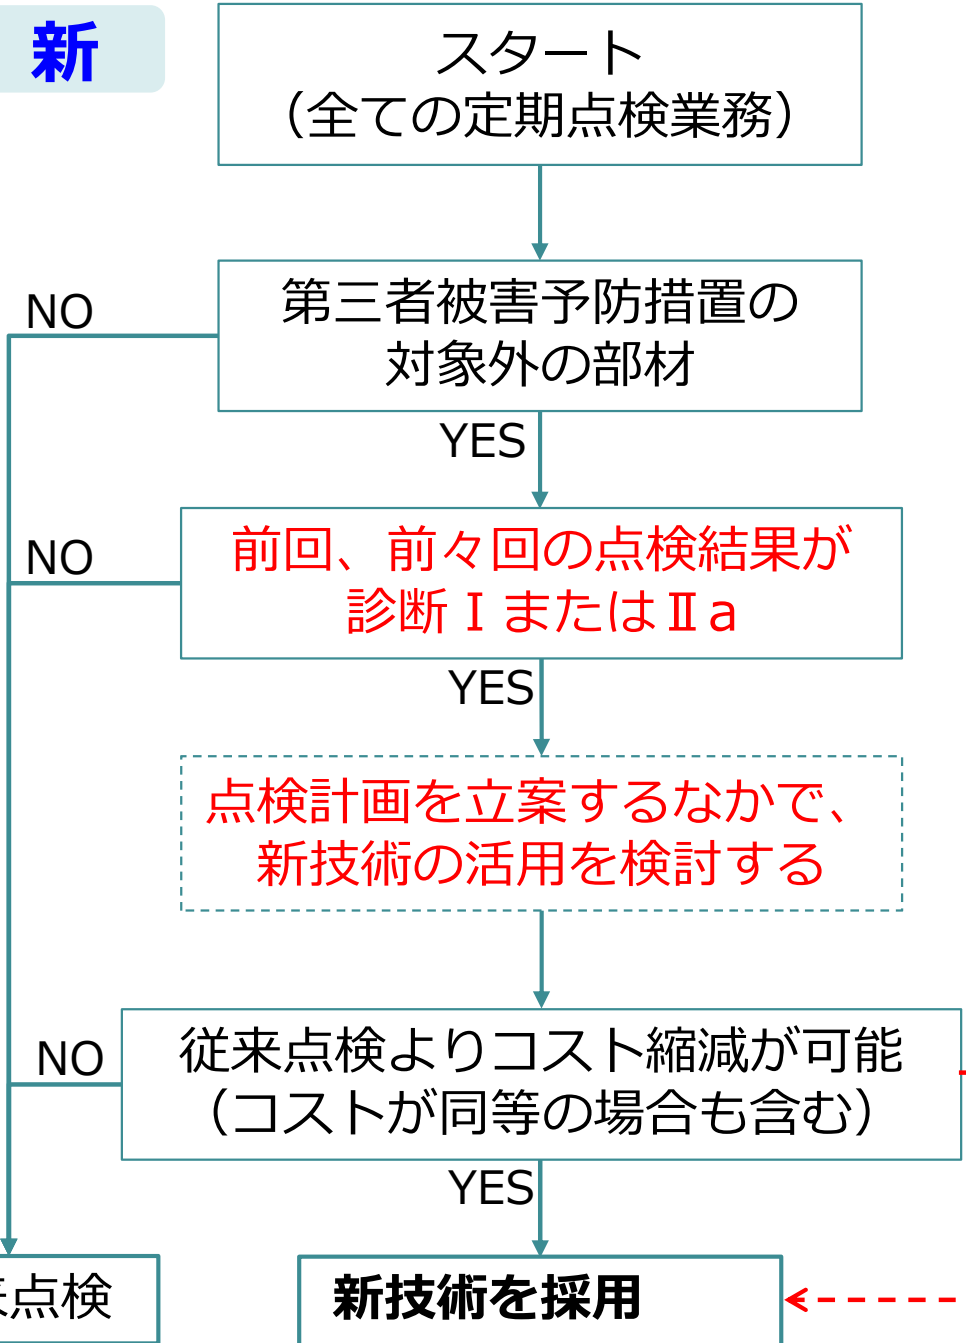 新
スタート
（全ての定期点検業務）
NO
第三者被害予防措置の
対象外の部材
YES
NO
前回、前々回の点検結果が
診断ⅠまたはⅡa
YES
点検計画を立案するなかで、
新技術の活用を検討する
NO
従来点検よりコスト縮減が可能
（コストが同等の場合も含む）
YES
点検
新技術を採用